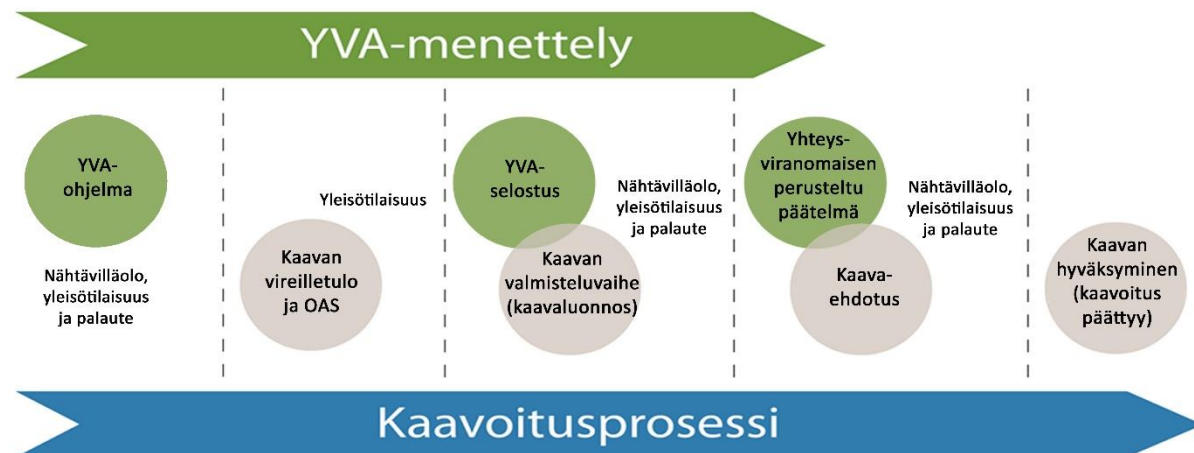 YVA-menettely
YVA-
ohjelma
Nähtävilläolo,
yleisötilaisuus
ja palaute
Yleisötilaisuus
Kaavan
vireilletulo
ja OAS
YVA-
selostus
Nähtävilläolo,
yleisötilaisuus
ja palaute
Kaavan
valmisteluvaihe
(kaavaluonnos)
Yhteys-
viranomaisen
perusteltu
päätelmä
Nähtävilläolo,
yleisötilaisuus
ja palaute
Kaava-
ehdotus
Kaavan
hyväksyminen
(kaavoitus
päättyy)
Kaavoitusprosessi